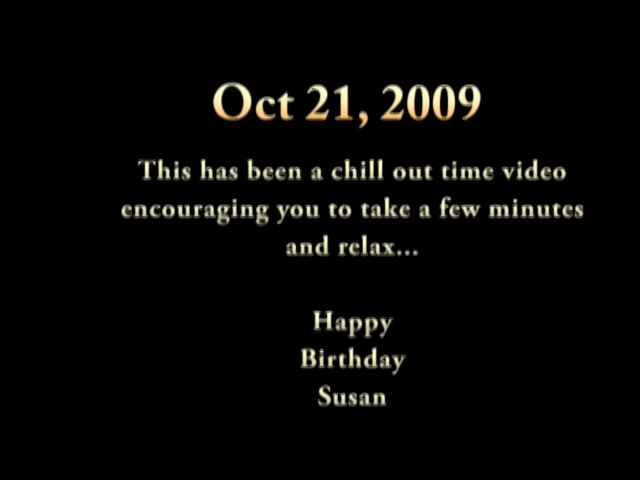 Oct 21, 2009
This has been a chill out time video
encouraging you to take a few minutes
and relax...
Happy
Birthday
Susan